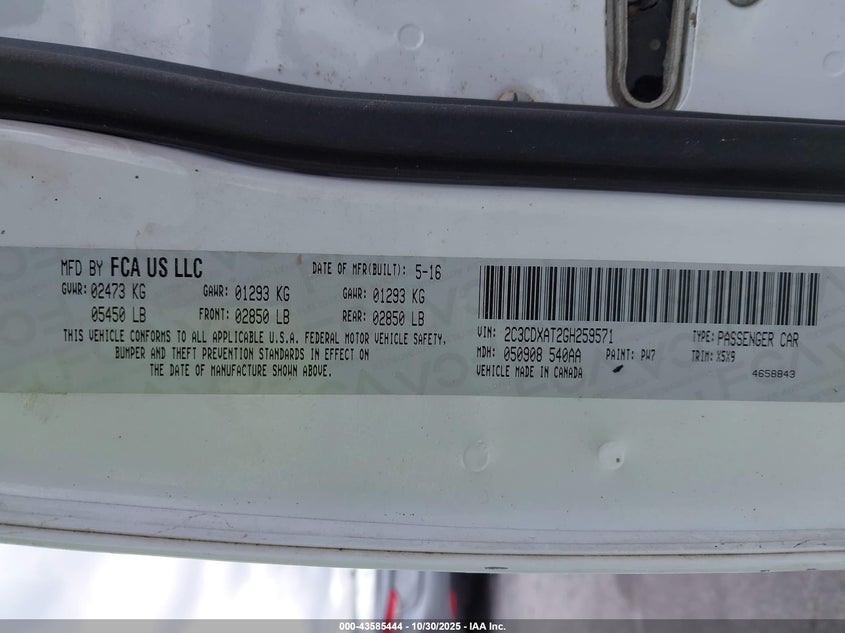 MFD BY FCA US LLC
DATE OF MFR(BUILT): 5-16
GVWR: 02473 KG GAWR: 01293 KG GAWR: 01293 KG
05450 LB FRONT: 02850 LB REAR: 02850 LB
THIS VEHICLE CONFORMS TO ALL APPLICABLE U.S.A. FEDERAL MOTOR VEHICLE SAFETY,
BUMPER AND THEFT PREVENTION STANDARDS IN EFFECT ON
THE DATE OF MANUFACTURE SHOWN ABOVE.
VIN: 2C3CDXAT2GH259571 TYPE: PASSENGER CAR
MDH: 050908 540AA PAINT: PW7 TRIM: X5X9
VEHICLE MADE IN CANADA 4658843
000-43585444 - 10/30/2025 - IAA Inc.